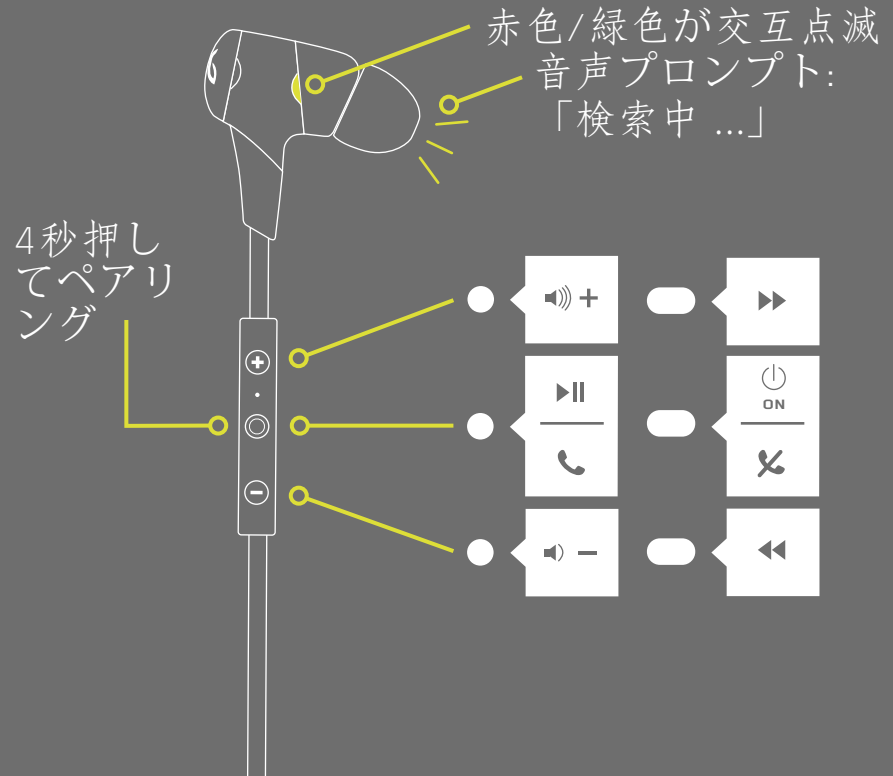 赤色/緑色が交互点滅
音声プロンプト:
「検索中 ...」
4秒押し
てペアリ
ング
ON